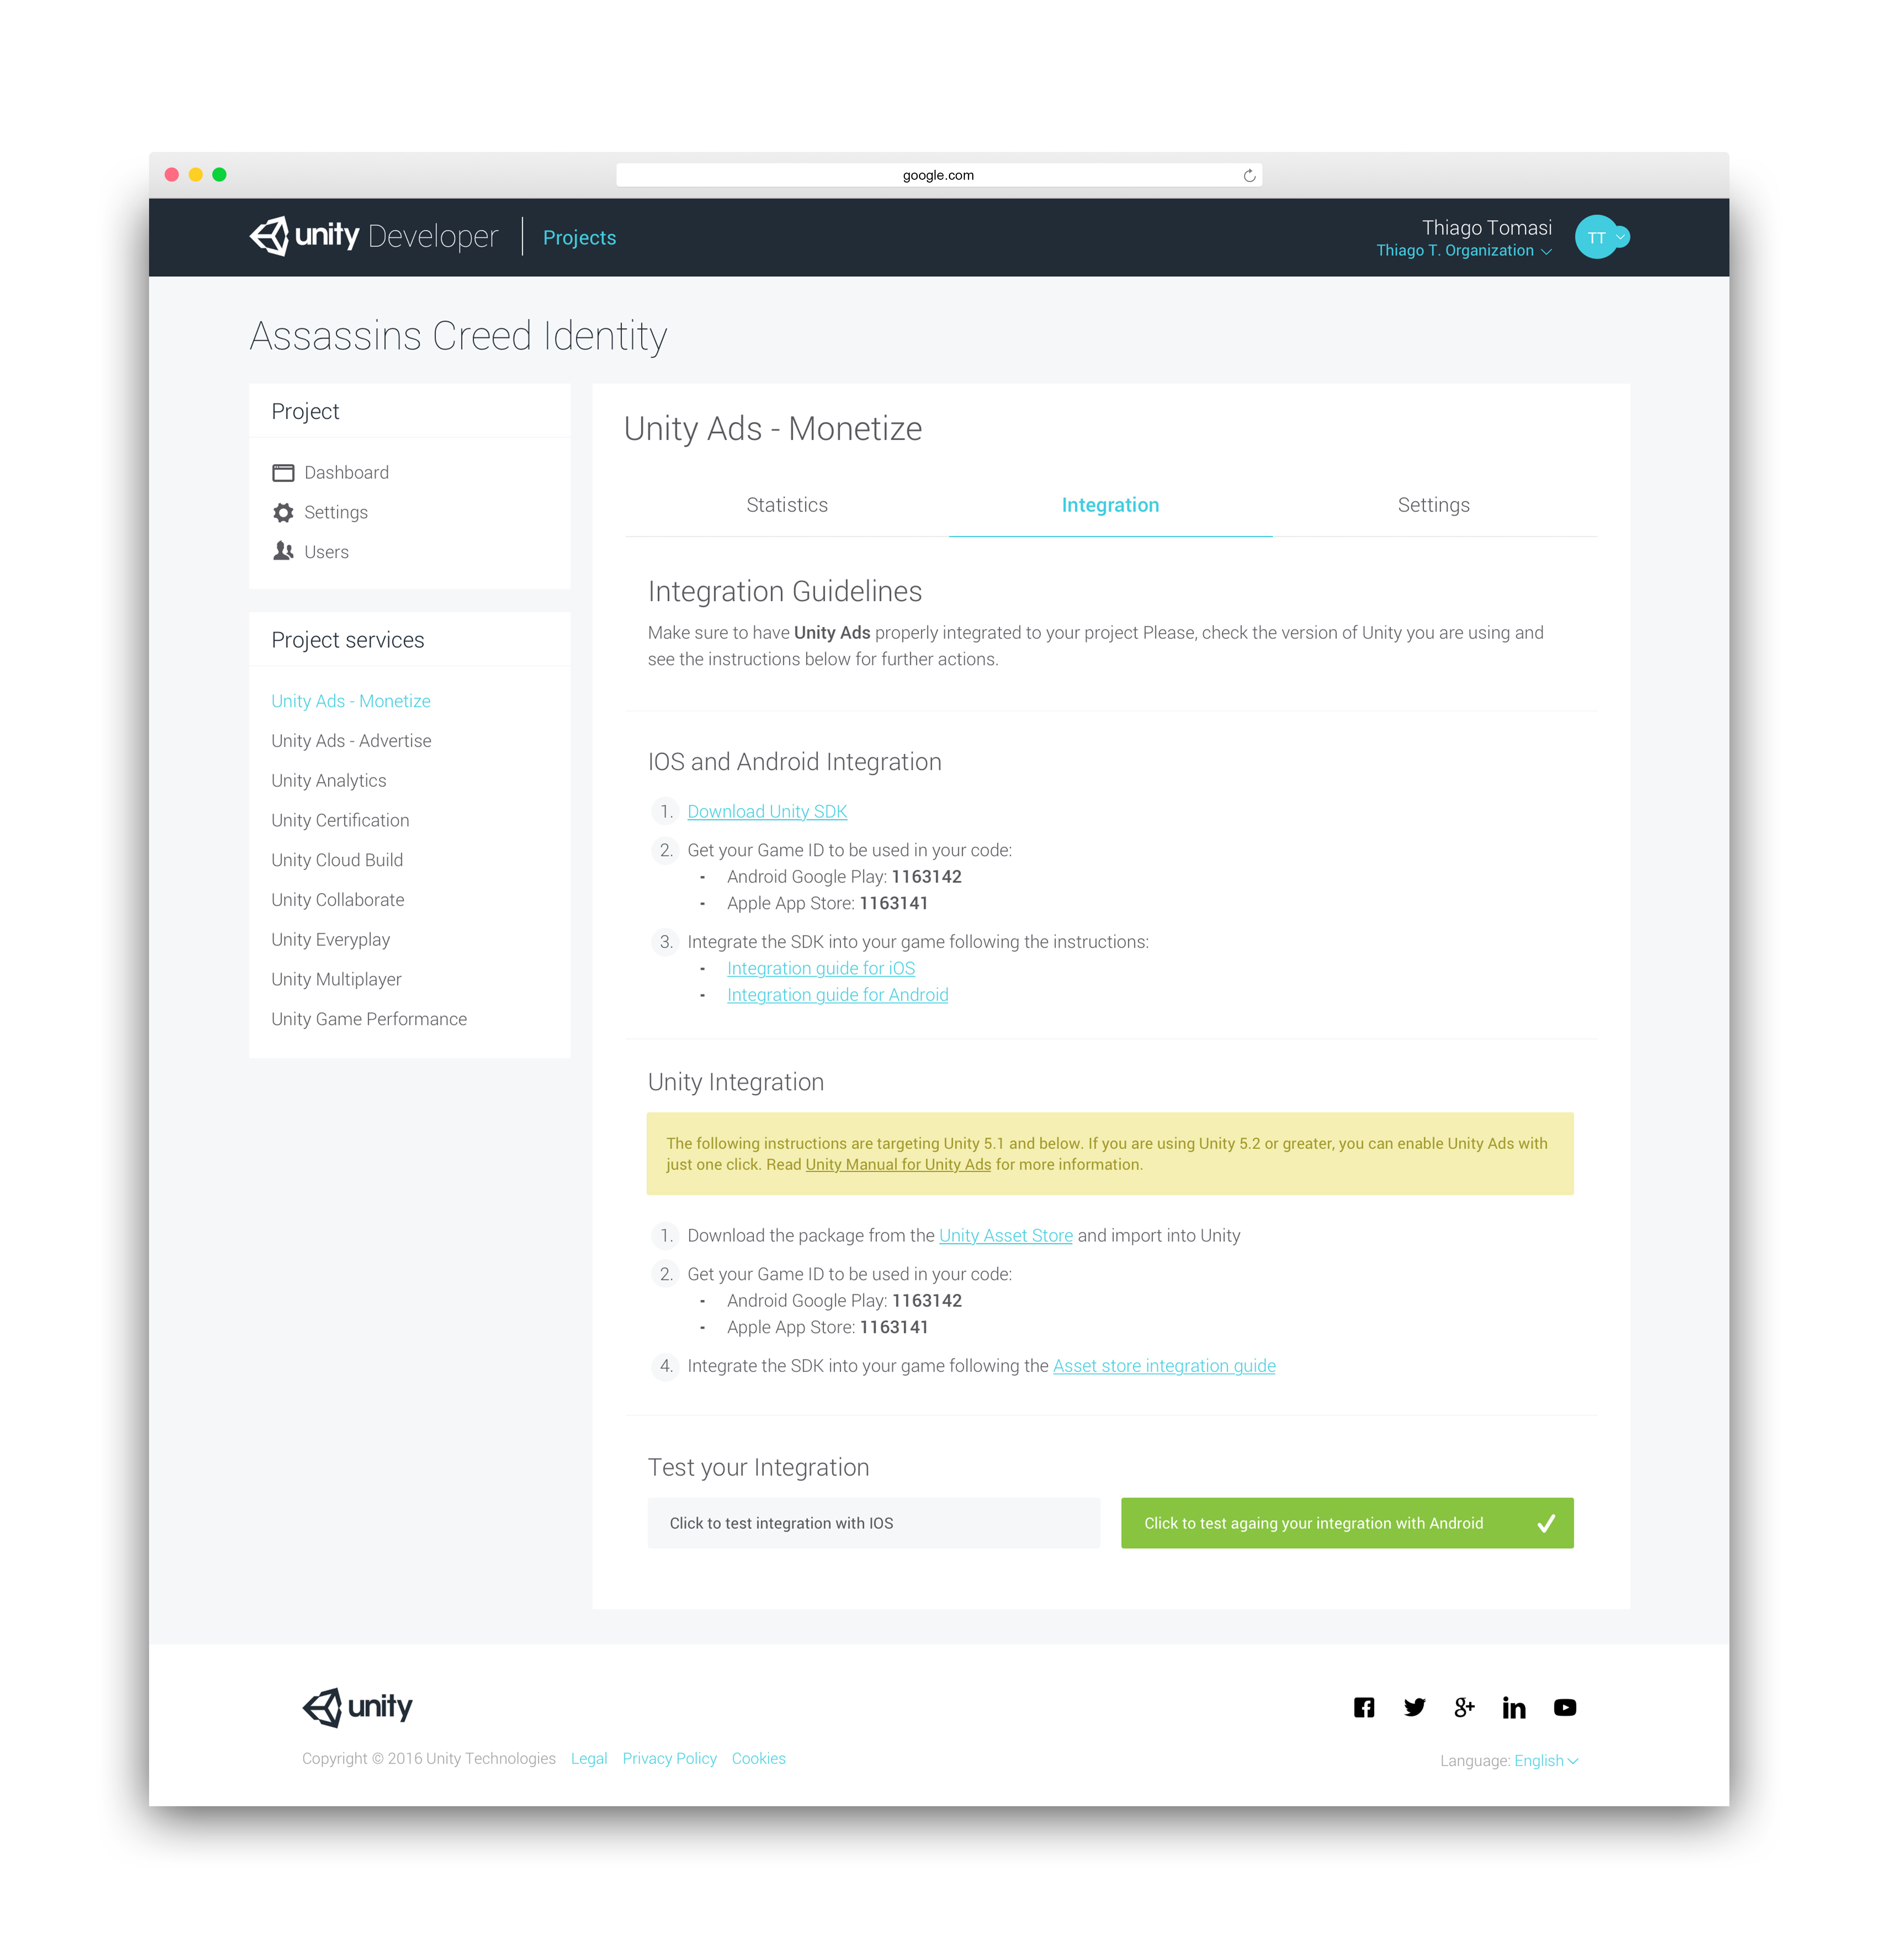 google.com
unity Developer
Projects
Thiago Tomasi
Thiago T. Organization
TT
Assassins Creed Identity
Project
Dashboard
Settings
Users
Project services
Unity Ads - Monetize
Unity Ads - Advertise
Unity Analytics
Unity Certification
Unity Cloud Build
Unity Collaborate
Unity Everyplay
Unity Multiplayer
Unity Game Performance
Unity Ads - Monetize
Statistics
Integration
Settings
Integration Guidelines
Make sure to have Unity Ads properly integrated to your project Please, check the version of Unity you are using and
see the instructions below for further actions.
IOS and Android Integration
1. Download Unity SDK
2. Get your Game ID to be used in your code:
- Android Google Play: 1163142
- Apple App Store: 1163141
3. Integrate the SDK into your game following the instructions:
- Integration guide for iOS
- Integration guide for Android
Unity Integration
The following instructions are targeting Unity 5.1 and below. If you are using Unity 5.2 or greater, you can enable Unity Ads with
just one click. Read Unity Manual for Unity Ads for more information.
1. Download the package from the Unity Asset Store and import into Unity
2. Get your Game ID to be used in your code:
- Android Google Play: 1163142
- Apple App Store: 1163141
4. Integrate the SDK into your game following the Asset store integration guide
Test your Integration
Click to test integration with IOS
Click to test againg your integration with Android
unity
Copyright © 2016 Unity Technologies
Legal
Privacy Policy
Cookies
Language: English